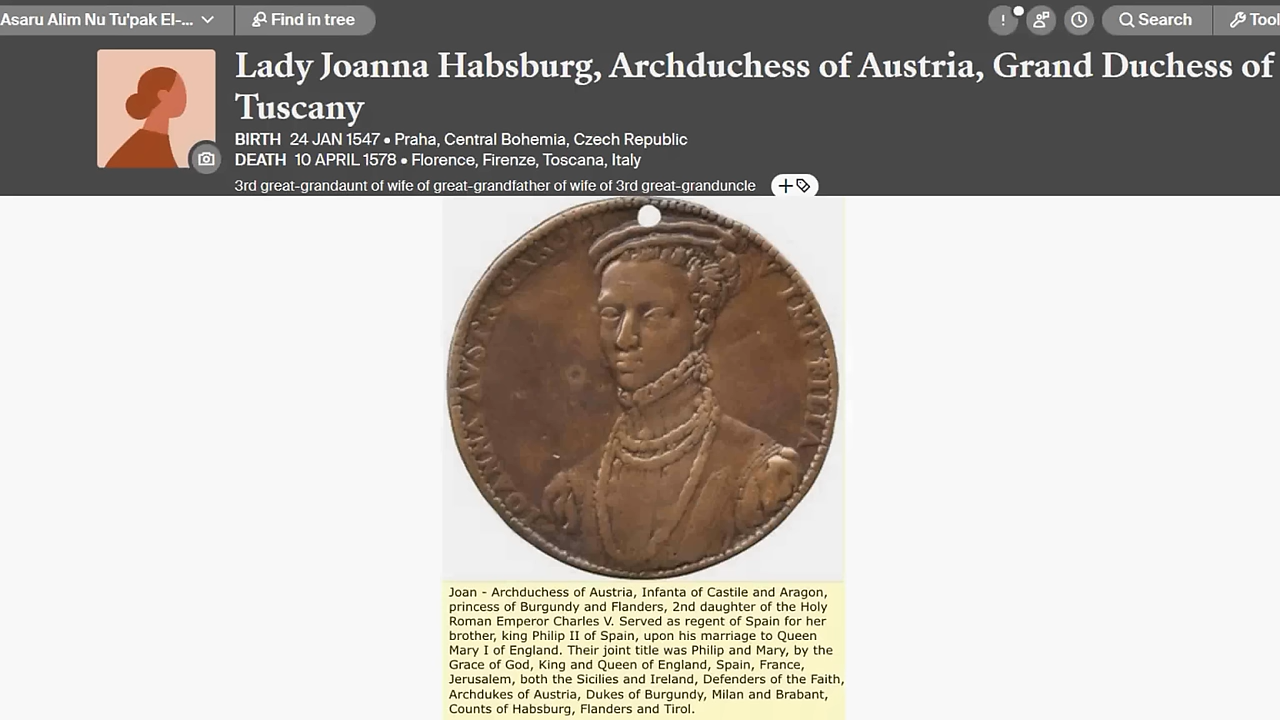 Asaru Alim Nu Tu'pak El-...
Find in tree
!
Search
Tool
Lady Joanna Habsburg, Archduchess of Austria, Grand Duchess of
Tuscany
BIRTH 24 JAN 1547 • Praha, Central Bohemia, Czech Republic
DEATH 10 APRIL 1578 • Florence, Firenze, Toscana, Italy
3rd great-grandaunt of wife of great-grandfather of wife of 3rd great-granduncle
IOANNA AVSTR CAROLI V IMP FILIA
Joan - Archduchess of Austria, Infanta of Castile and Aragon,
princess of Burgundy and Flanders, 2nd daughter of the Holy
Roman Emperor Charles V. Served as regent of Spain for her
brother, king Philip II of Spain, upon his marriage to Queen
Mary I of England. Their joint title was Philip and Mary, by the
Grace of God, King and Queen of England, Spain, France,
Jerusalem, both the Sicilies and Ireland, Defenders of the Faith,
Archdukes of Austria, Dukes of Burgundy, Milan and Brabant,
Counts of Habsburg, Flanders and Tirol.